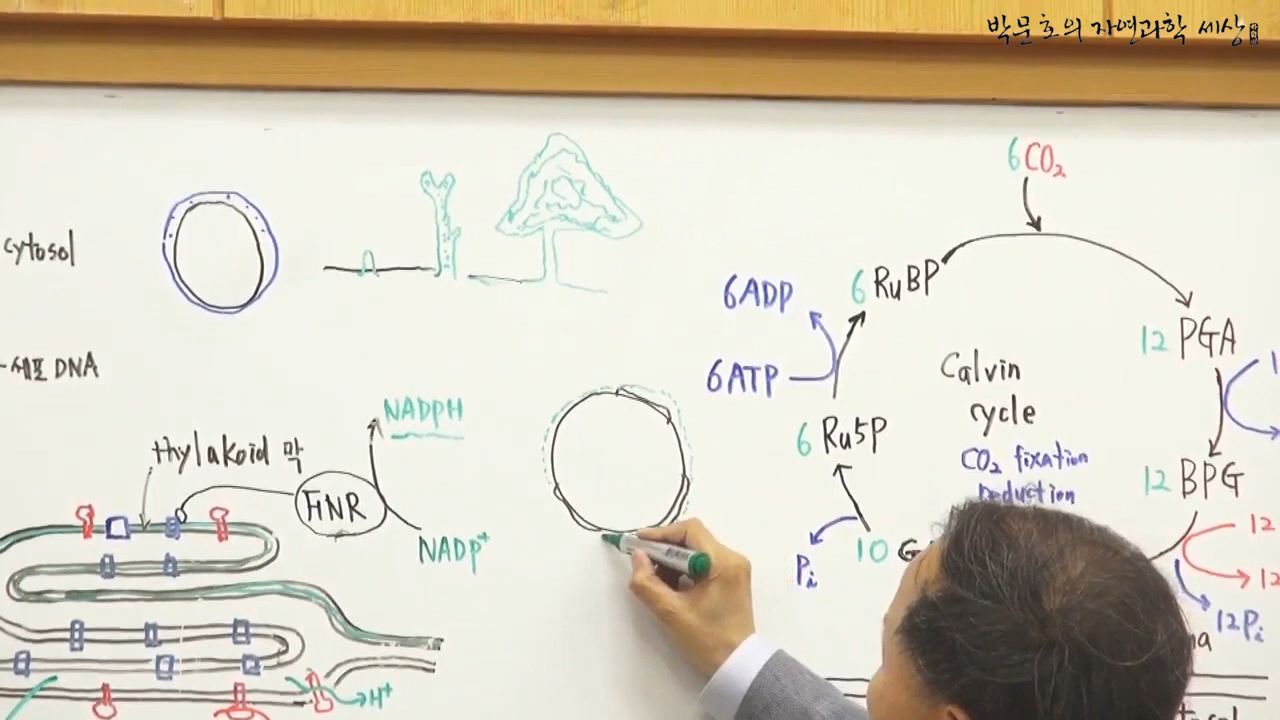 박문호의 자연과학 세상
6CO₂
cytosol
6ADP
6 RuBP
12 PGA
6ATP
Calvin
cycle
-세포 DNA
NADPH
6 Ru5P
CO₂ fixation
reduction
thylakoid 막
12 BPG
FNR
NADP⁺
Pi
10 G
12
12
12Pi
H⁺